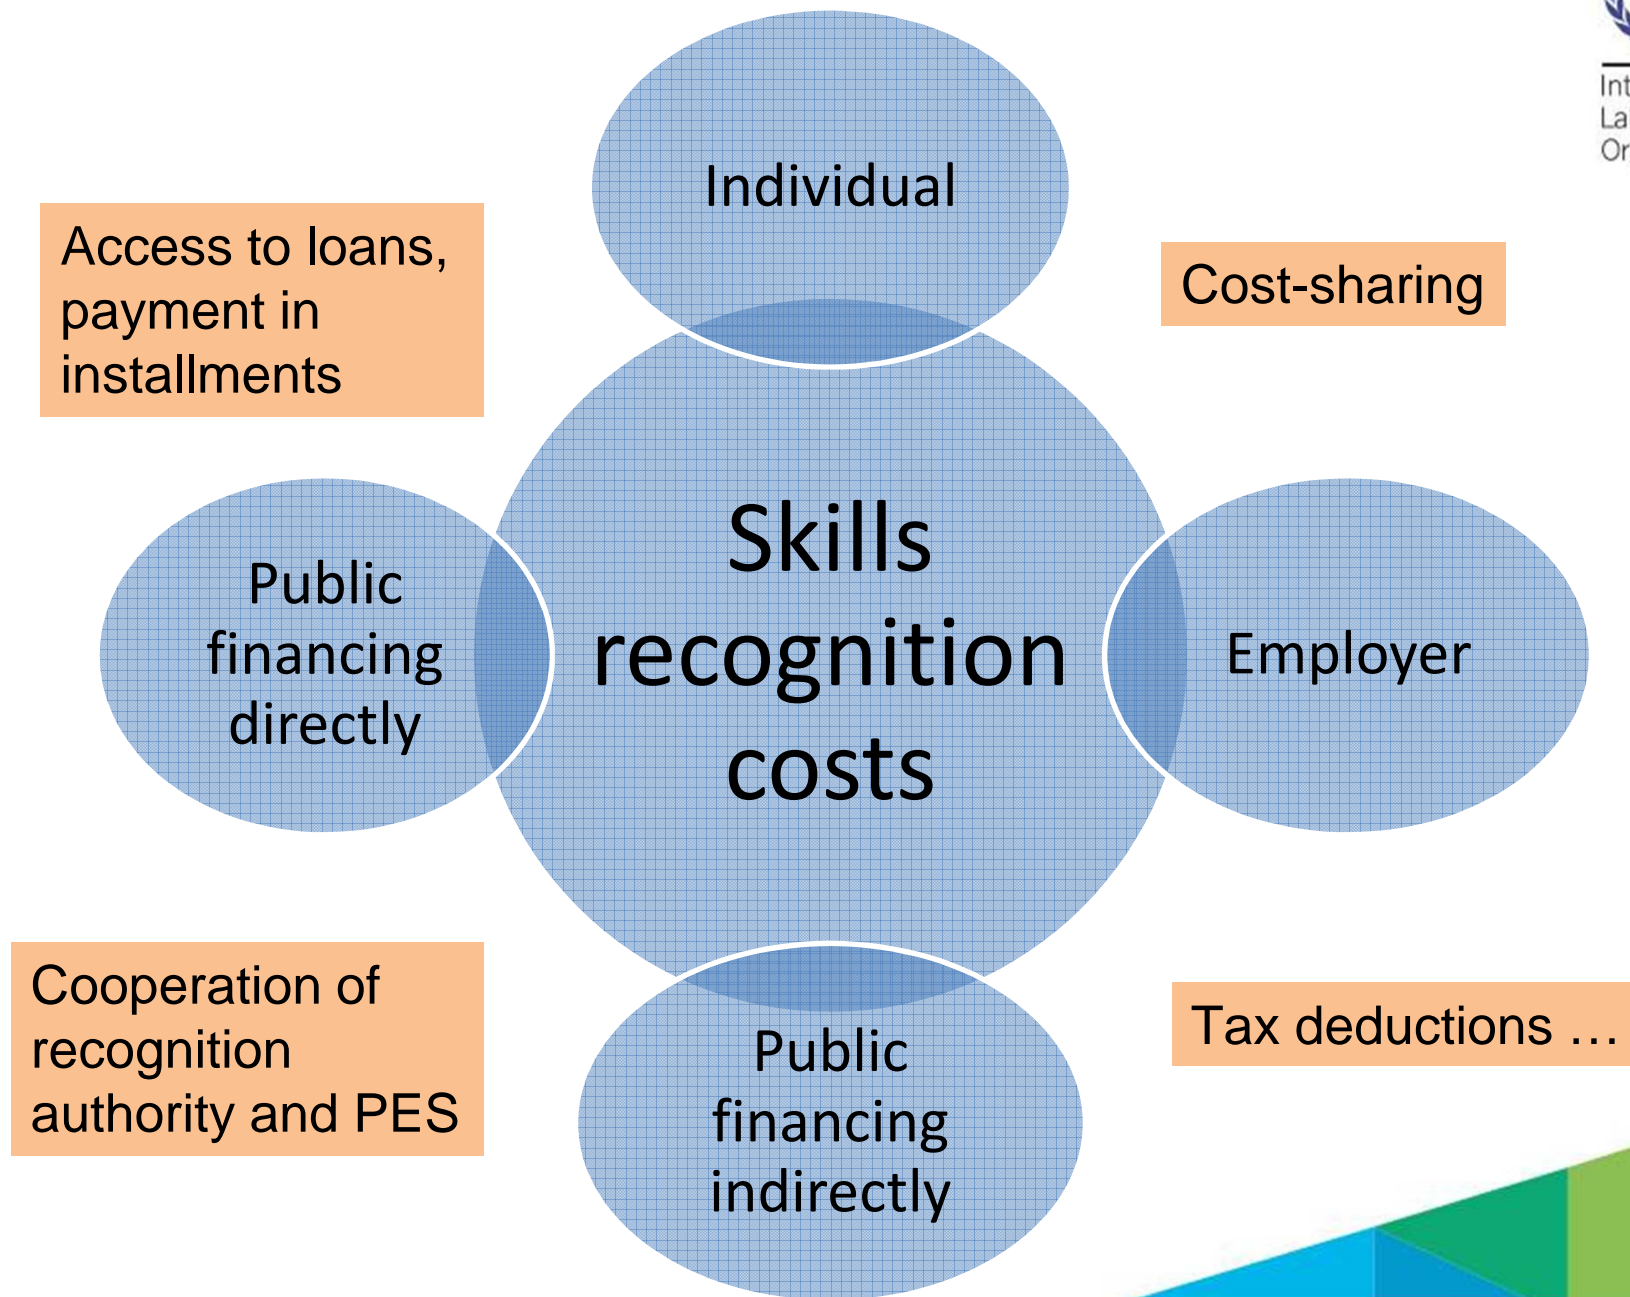 Individual
Access to loans,
payment in
installments
Cost-sharing
Skills
recognition
costs
Public
financing
directly
Employer
Cooperation of
recognition
authority and PES
Tax deductions …
Public
financing
indirectly